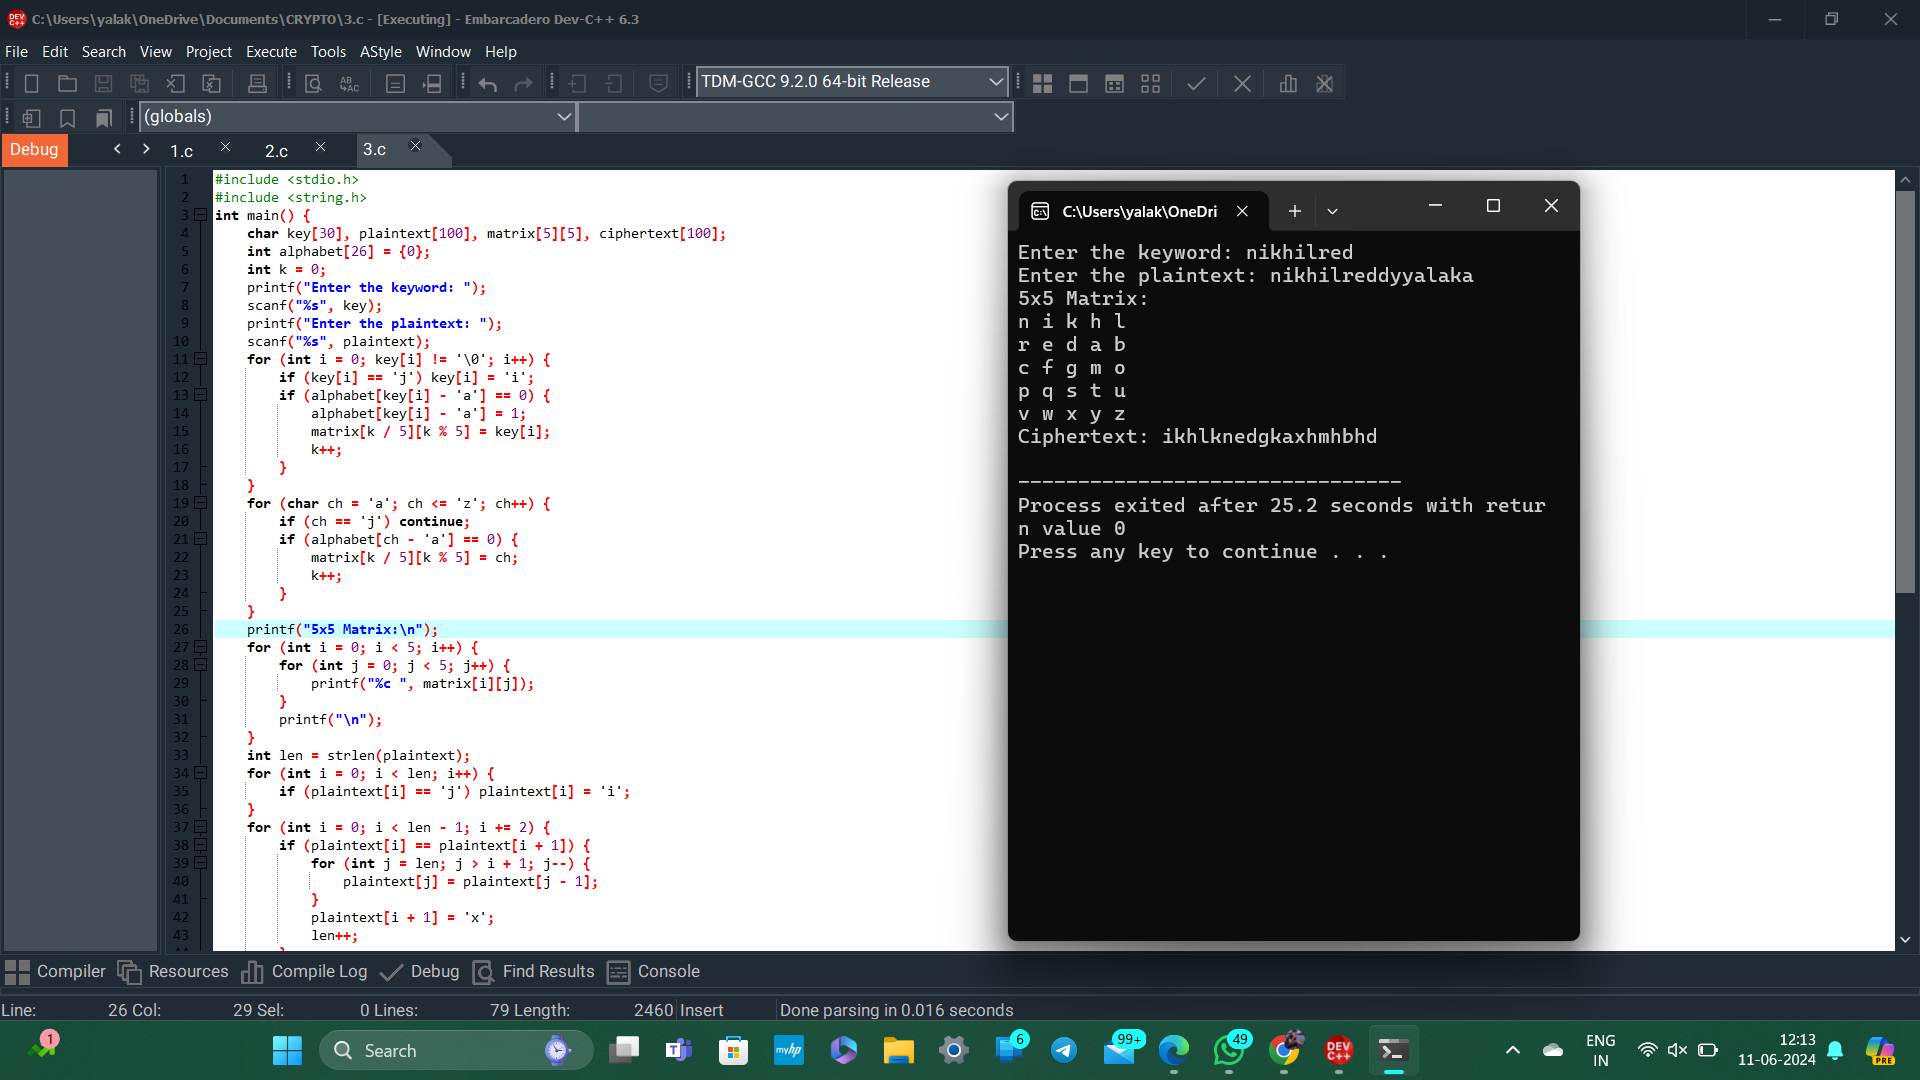 C:\Users\yalak\OneDrive\Documents\CRYPTO\3.c - [Executing] - Embarcadero Dev-C++ 6.3
File Edit Search View Project Execute Tools AStyle Window Help
TDM-GCC 9.2.0 64-bit Release
(globals)
Debug
1.c 2.c 3.c
1 #include <stdio.h>
2 #include <string.h>
3 int main() {
4 char key[30], plaintext[100], matrix[5][5], ciphertext[100];
5 int alphabet[26] = {0};
6 int k = 0;
7 printf("Enter the keyword: ");
8 scanf("%s", key);
9 printf("Enter the plaintext: ");
10 scanf("%s", plaintext);
11 for (int i = 0; key[i] != '\0'; i++) {
12 if (key[i] == 'j') key[i] = 'i';
13 if (alphabet[key[i] - 'a'] == 0) {
14 alphabet[key[i] - 'a'] = 1;
15 matrix[k / 5][k % 5] = key[i];
16 k++;
17 }
18 }
19 for (char ch = 'a'; ch <= 'z'; ch++) {
20 if (ch == 'j') continue;
21 if (alphabet[ch - 'a'] == 0) {
22 matrix[k / 5][k % 5] = ch;
23 k++;
24 }
25 }
26 printf("5x5 Matrix:\n");
27 for (int i = 0; i < 5; i++) {
28 for (int j = 0; j < 5; j++) {
29 printf("%c ", matrix[i][j]);
30 }
31 printf("\n");
32 }
33 int len = strlen(plaintext);
34 for (int i = 0; i < len; i++) {
35 if (plaintext[i] == 'j') plaintext[i] = 'i';
36 }
37 for (int i = 0; i < len - 1; i += 2) {
38 if (plaintext[i] == plaintext[i + 1]) {
39 for (int j = len; j > i + 1; j--) {
40 plaintext[j] = plaintext[j - 1];
41 }
42 plaintext[i + 1] = 'x';
43 len++;
C:\Users\yalak\OneDri
Enter the keyword: nikhilred
Enter the plaintext: nikhilreddyyalaka
5x5 Matrix:
n i k h l
r e d a b
c f g m o
p q s t u
v w x y z
Ciphertext: ikhlknedgkaxhmhbhd
--------------------------------
Process exited after 25.2 seconds with retur
n value 0
Press any key to continue . . .
Compiler Resources Compile Log Debug Find Results Console
Line: 26 Col: 29 Sel: 0 Lines: 79 Length: 2460 Insert Done parsing in 0.016 seconds
1
Search
myhp
6
99+
49
DEV C++
ENG
IN
12:13
11-06-2024
PRE